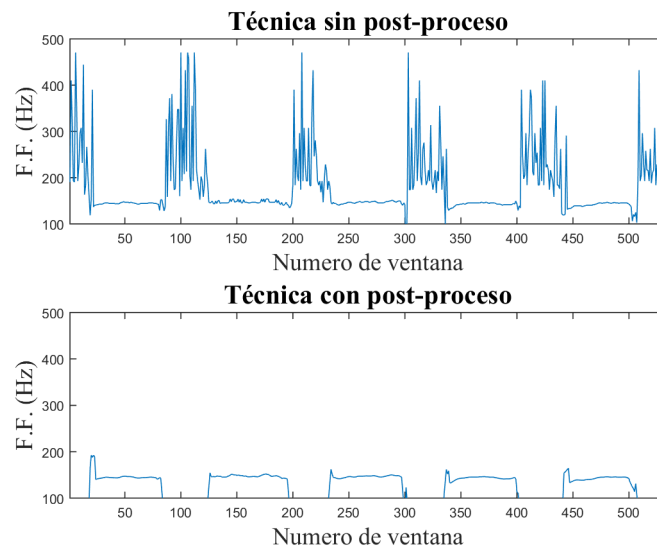 Técnica sin post-proceso
500
400
300
200
100
F.F. (Hz)
50 100 150 200 250 300 350 400 450 500
Numero de ventana
Técnica con post-proceso
500
400
300
200
100
F.F. (Hz)
50 100 150 200 250 300 350 400 450 500
Numero de ventana